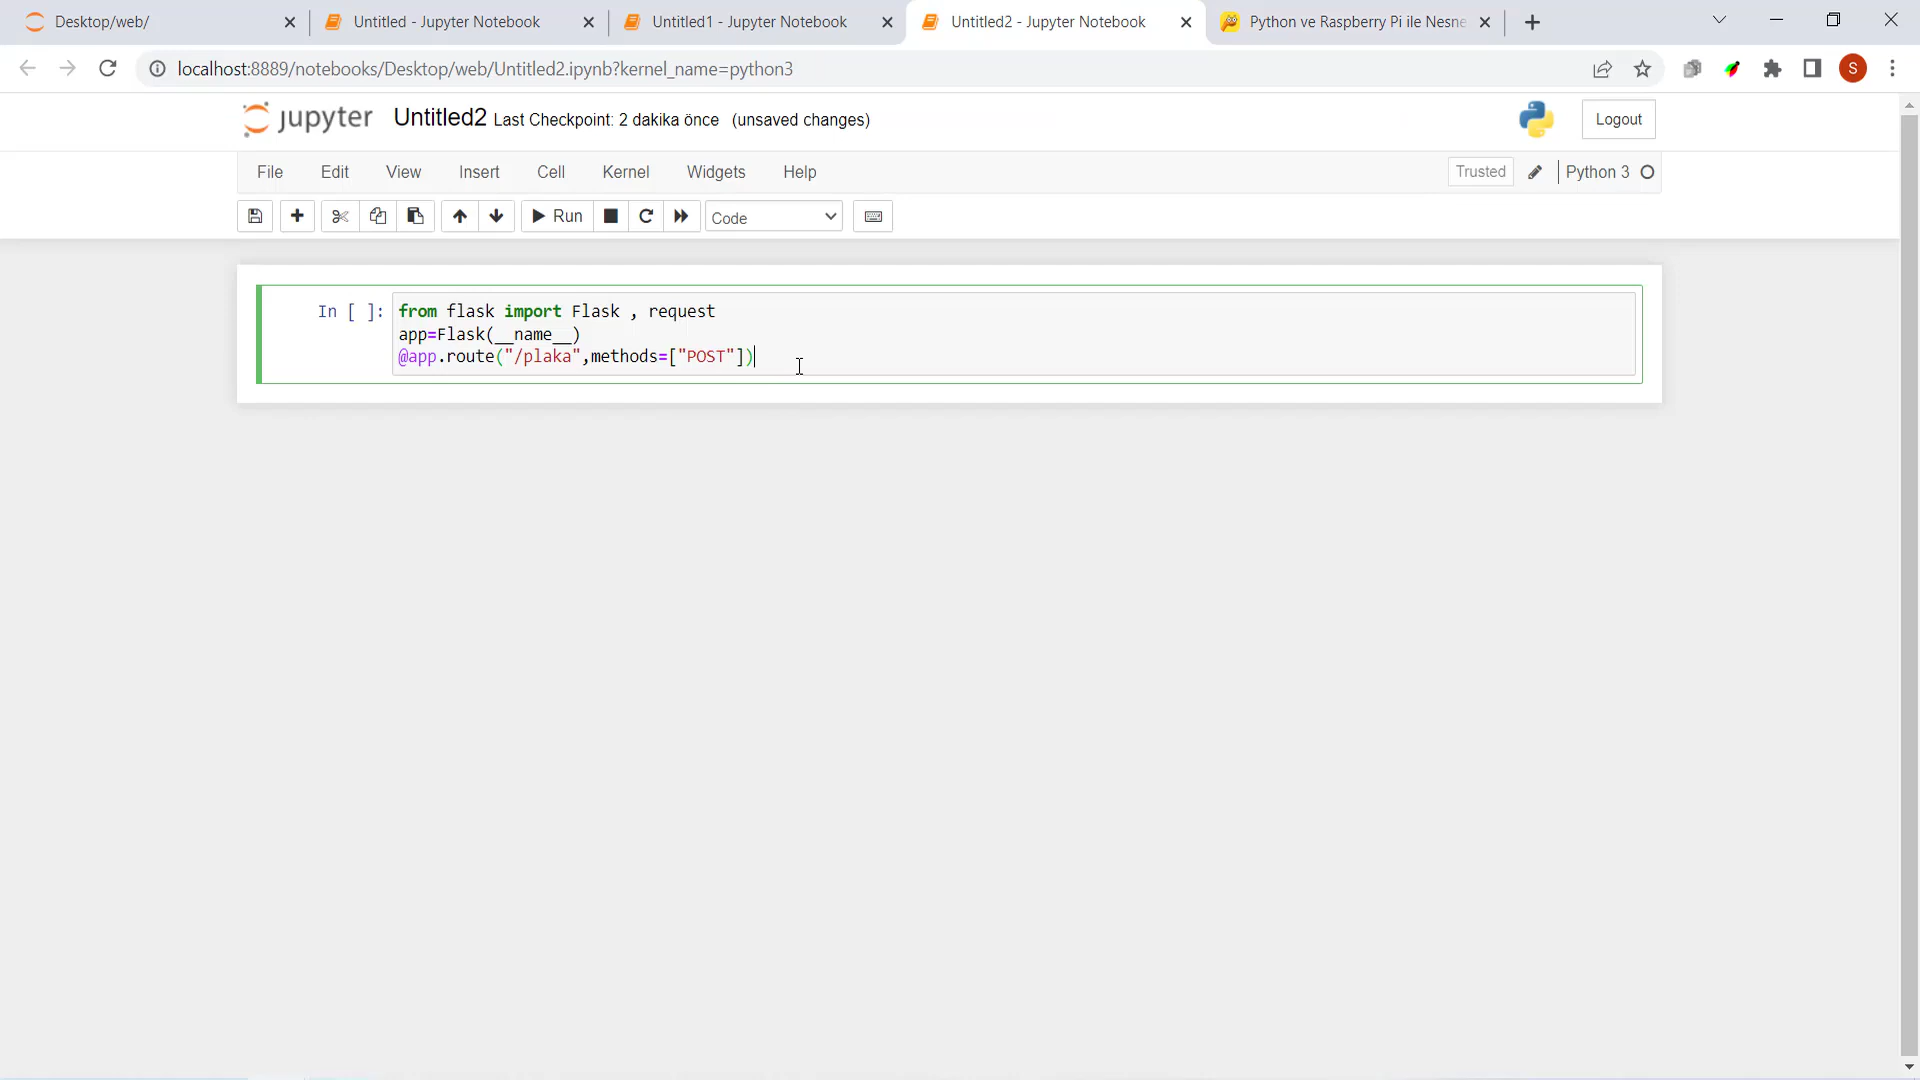 Desktop/web/
Untitled - Jupyter Notebook
Untitled1 - Jupyter Notebook
Untitled2 - Jupyter Notebook
Python ve Raspberry Pi ile Nesne
localhost:8889/notebooks/Desktop/web/Untitled2.ipynb?kernel_name=python3
S
jupyter Untitled2 Last Checkpoint: 2 dakika önce (unsaved changes)
Logout
File Edit View Insert Cell Kernel Widgets Help
Trusted
Python 3
Run
Code
In [ ]:
from flask import Flask , request
app=Flask(__name__)
@app.route("/plaka",methods=["POST"])